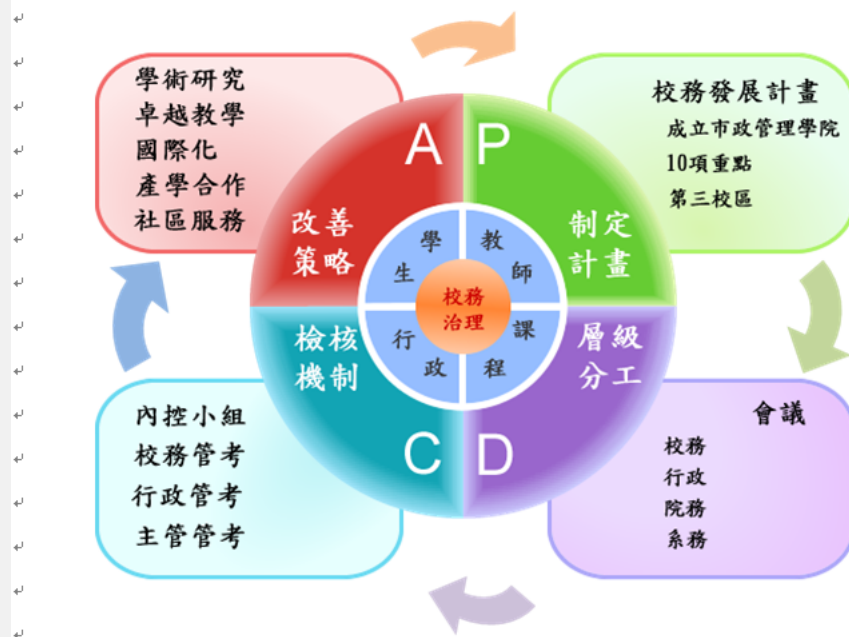 學術研究
卓越教學
國際化
產學合作
社區服務
校務發展計畫
成立市政管理學院
10項重點
第三校區
A
P
改善
策略
制定
計畫
學
生
教
師
校務
治理
行
政
課
程
檢核
機制
層級
分工
C
D
內控小組
校務管考
行政管考
主管管考
會議
校務
行政
院務
系務